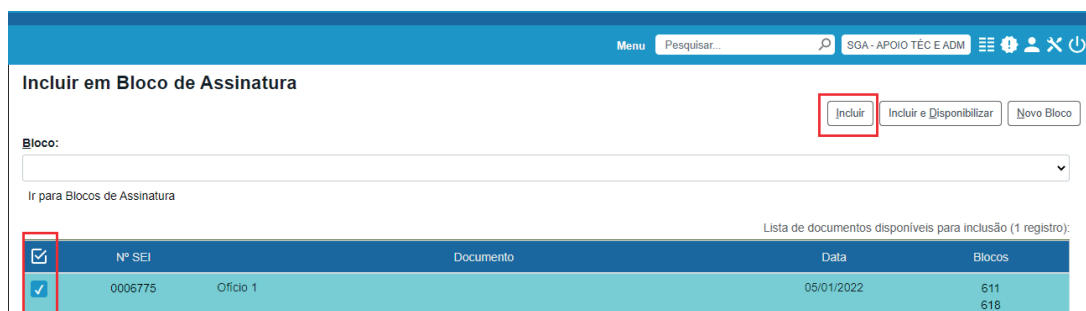 Menu Pesquisar... SGA - APOIO TÉC E ADM
Incluir em Bloco de Assinatura
Incluir Incluir e Disponibilizar Novo Bloco
Bloco:
Ir para Blocos de Assinatura
Lista de documentos disponíveis para inclusão (1 registro):
Nº SEI Documento Data Blocos
0006775 Ofício 1 05/01/2022 611
618